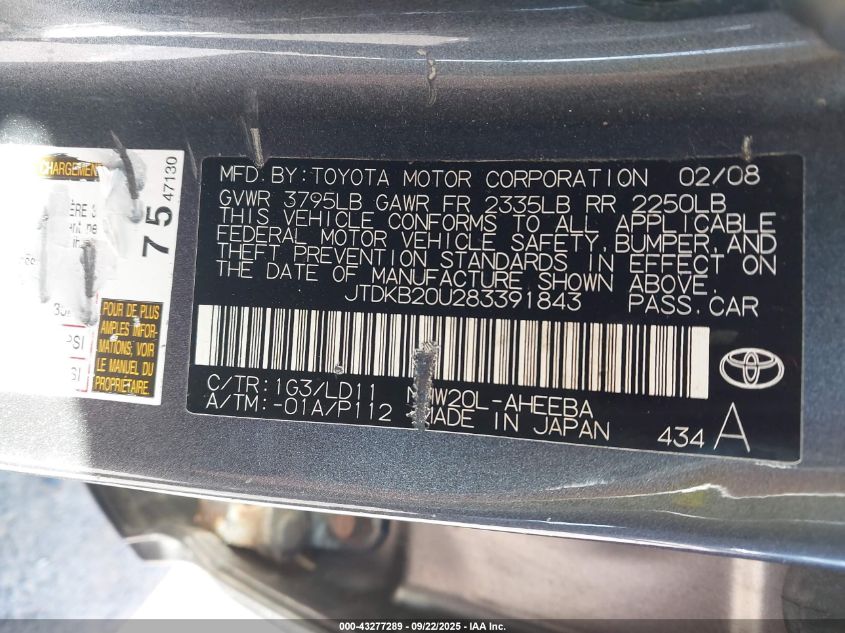 CHARGEMENT
75
47130
POUR DE PLUS
AMPLES INFOR-
MATIONS, VOIR
LE MANUEL DU
PROPRIÉTAIRE.
MFD. BY: TOYOTA MOTOR CORPORATION 02/08
GVWR 3795LB GAWR FR 2335LB RR 2250LB
THIS VEHICLE CONFORMS TO ALL APPLICABLE
FEDERAL MOTOR VEHICLE SAFETY, BUMPER, AND
THEFT PREVENTION STANDARDS IN EFFECT ON
THE DATE OF MANUFACTURE SHOWN ABOVE.
JTDKB20U283391843 PASS. CAR
C/TR: 1G3/LD11 NHW20L-AHEEBA
A/TM: -01A/P112 MADE IN JAPAN
434 A
000-43277289 - 09/22/2025 - IAA Inc.